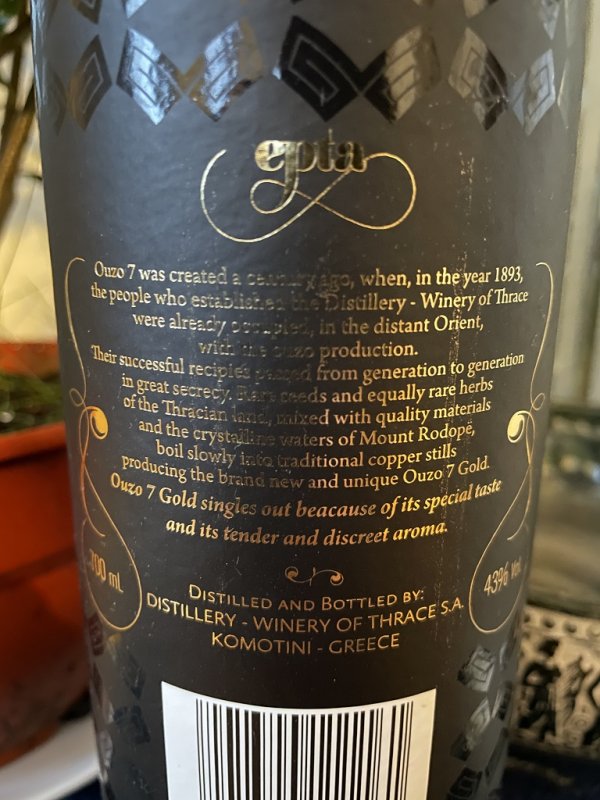 epta
Ouzo 7 was created a century ago, when, in the year 1893,
the people who established the Distillery - Winery of Thrace
were already occupied, in the distant Orient,
with the ouzo production.
Their successful recipies passed from generation to generation
in great secrecy. Rare seeds and equally rare herbs
of the Thracian land, mixed with quality materials
and the crystalline waters of Mount Rodope,
boil slowly into traditional copper stills
producing the brand new and unique Ouzo 7 Gold.
Ouzo 7 Gold singles out beacause of its special taste
and its tender and discreet aroma.
700 mL
43% Vol.
DISTILLED AND BOTTLED BY:
DISTILLERY - WINERY OF THRACE S.A.
KOMOTINI - GREECE